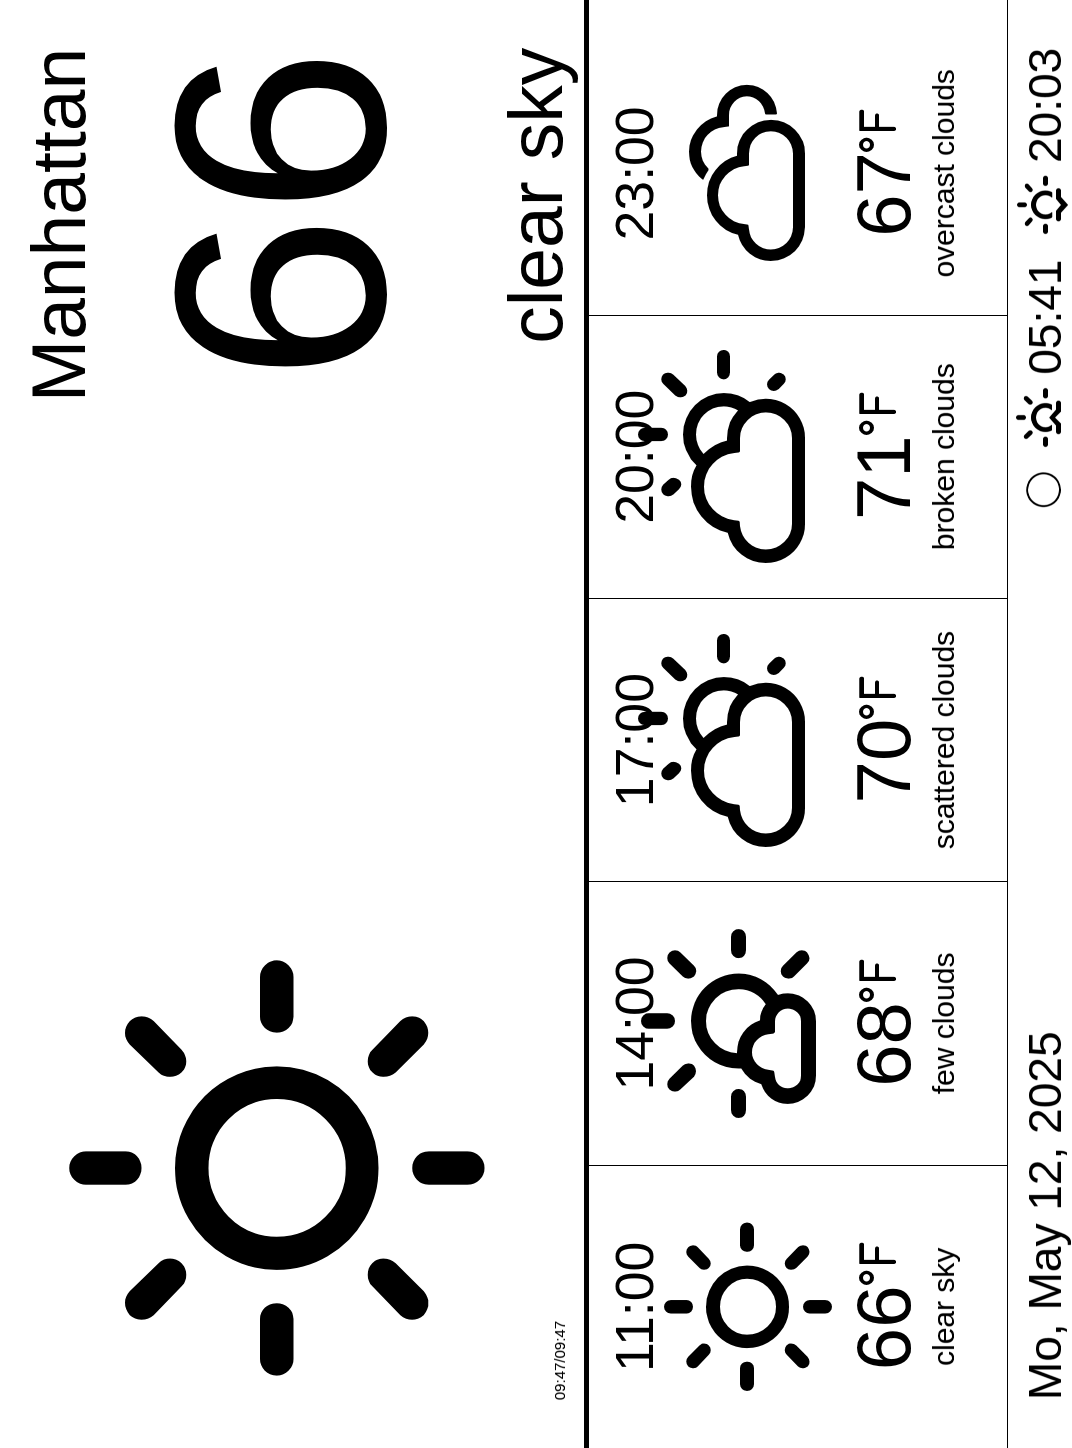 Manhattan
66
clear sky
09:47/09:47
11:00
66°F
clear sky
14:00
68°F
few clouds
17:00
70°F
scattered clouds
20:00
71°F
broken clouds
23:00
67°F
overcast clouds
Mo, May 12, 2025
05:41 20:03